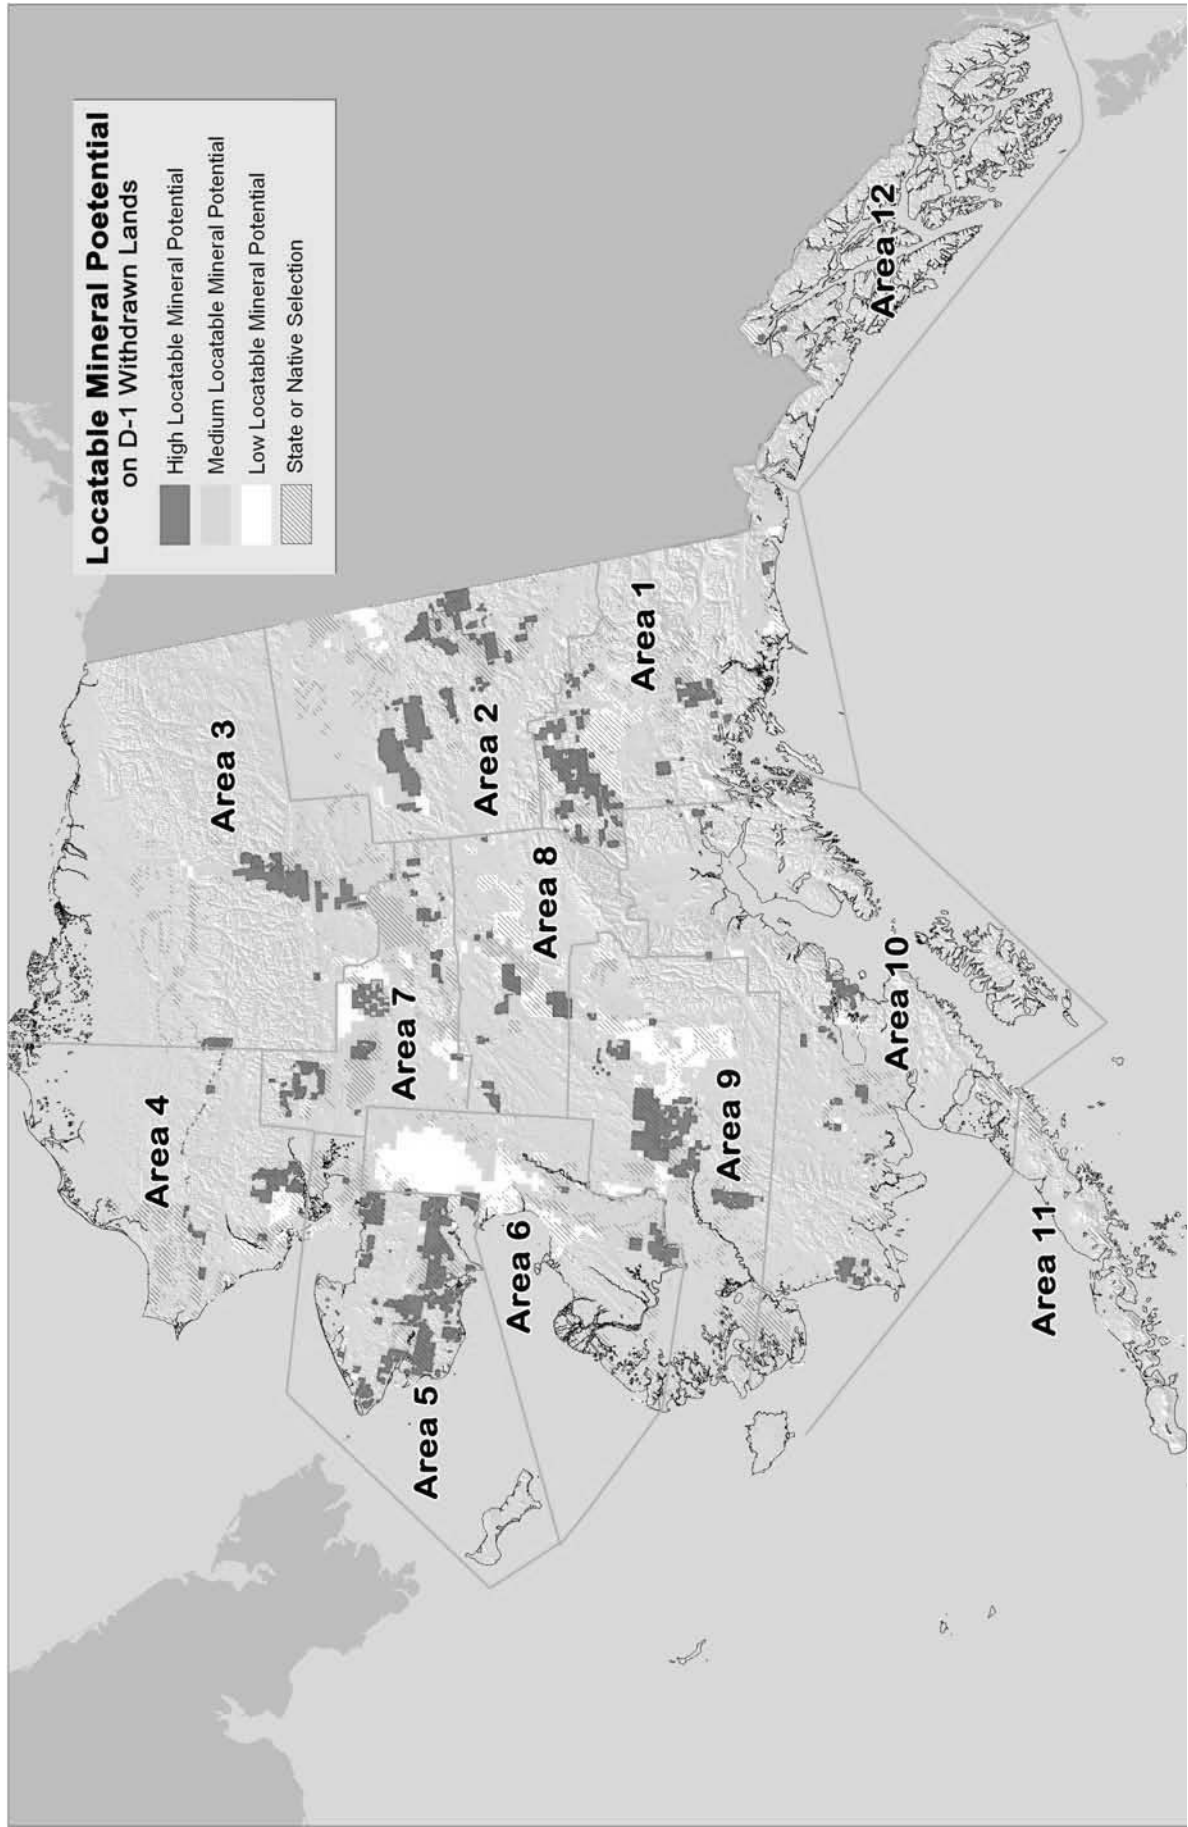 Locatable Mineral Poetential
on D-1 Withdrawn Lands
High Locatable Mineral Potential
Medium Locatable Mineral Potential
Low Locatable Mineral Potential
State or Native Selection
Area 4
Area 3
Area 5
Area 7
Area 2
Area 6
Area 8
Area 9
Area 1
Area 10
Area 11
Area 12